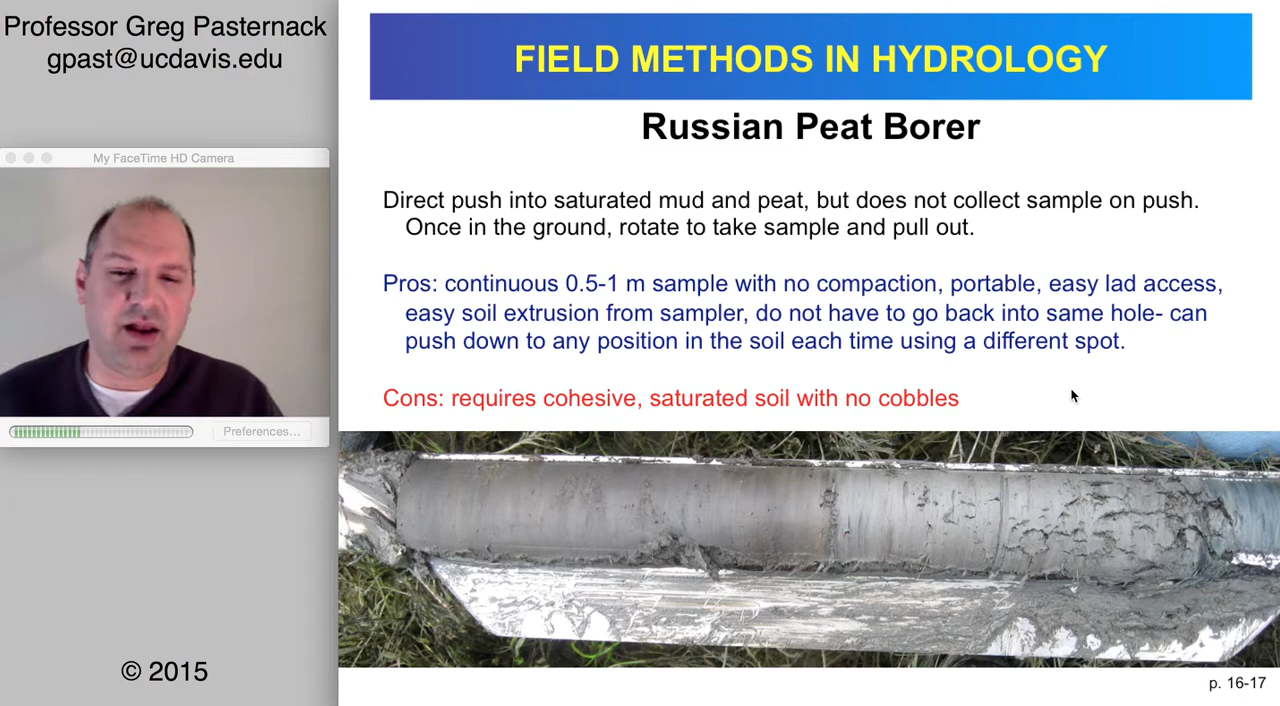 Professor Greg Pasternack
gpast@ucdavis.edu
My FaceTime HD Camera
Preferences...
© 2015
FIELD METHODS IN HYDROLOGY
Russian Peat Borer
Direct push into saturated mud and peat, but does not collect sample on push.
Once in the ground, rotate to take sample and pull out.
Pros: continuous 0.5-1 m sample with no compaction, portable, easy lad access,
easy soil extrusion from sampler, do not have to go back into same hole- can
push down to any position in the soil each time using a different spot.
Cons: requires cohesive, saturated soil with no cobbles
p. 16-17